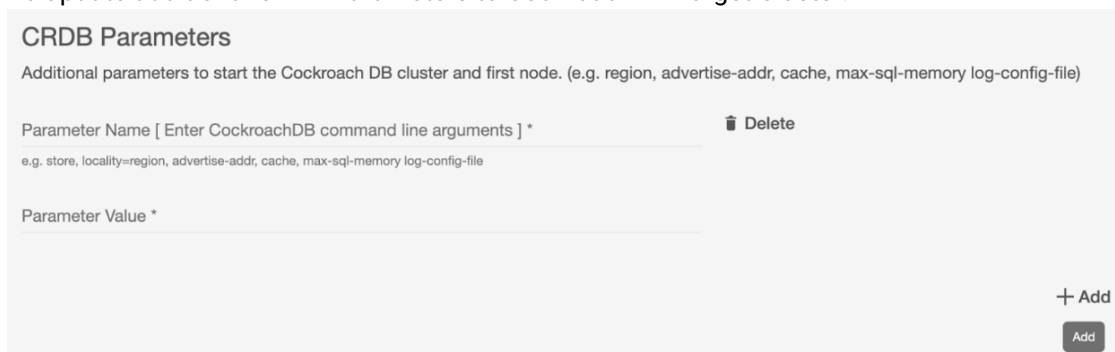 CRDB Parameters
Additional parameters to start the Cockroach DB cluster and first node. (e.g. region, advertise-addr, cache, max-sql-memory log-config-file)
Parameter Name [ Enter CockroachDB command line arguments ] *
Delete
e.g. store, locality=region, advertise-addr, cache, max-sql-memory log-config-file
Parameter Value *
+ Add
Add